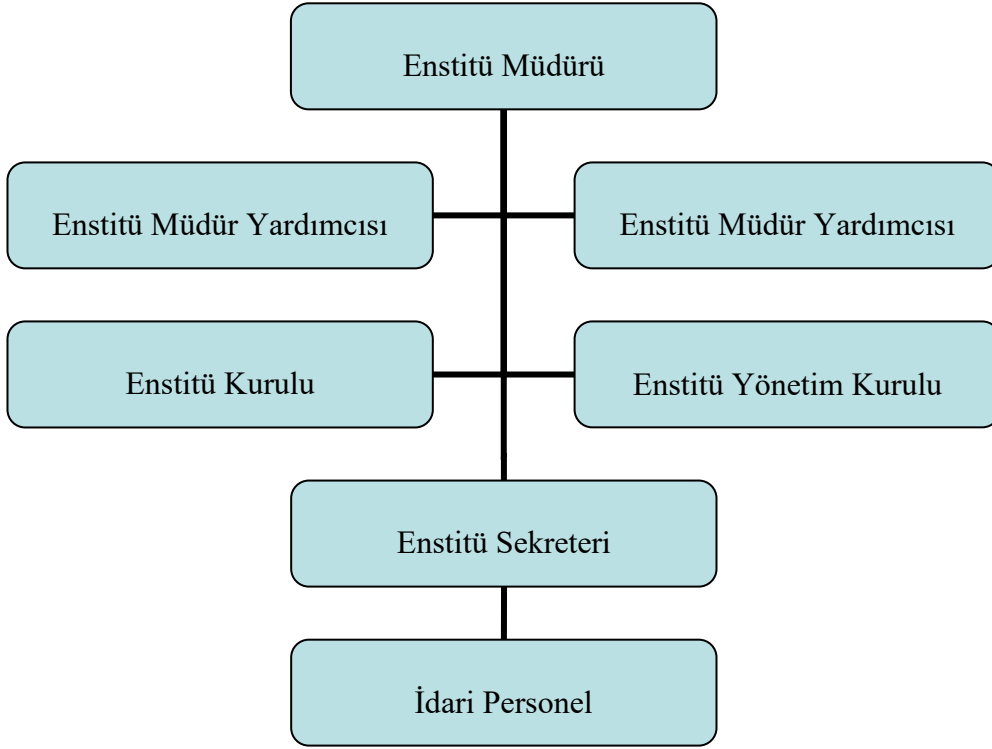 Enstitü Müdürü
Enstitü Müdür Yardımcısı
Enstitü Müdür Yardımcısı
Enstitü Kurulu
Enstitü Yönetim Kurulu
Enstitü Sekreteri
İdari Personel